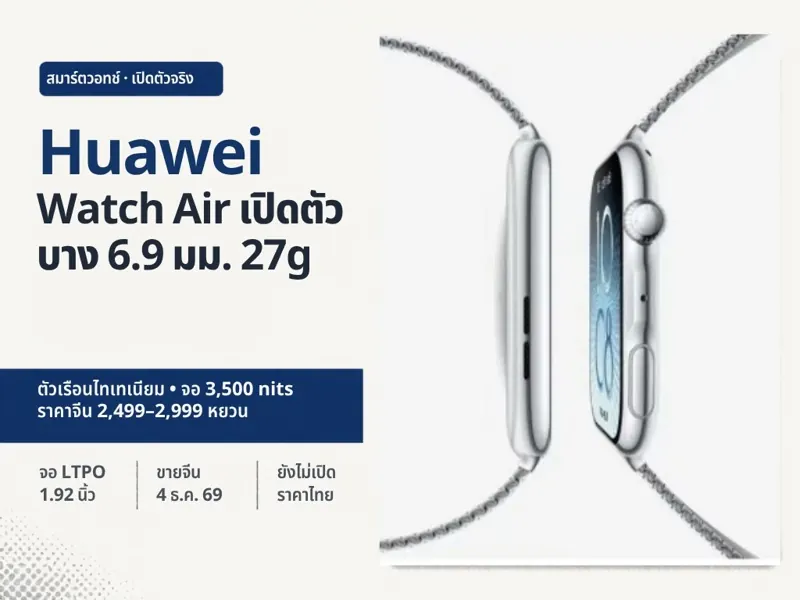 สมาร์ตวอทช์ · เปิดตัวจริง
Huawei
Watch Air เปิดตัว
บาง 6.9 มม. 27g
ตัวเรือนไทเทเนียม • จอ 3,500 nits
ราคาจีน 2,499–2,999 หยวน
จอ LTPO
1.92 นิ้ว
ขายจีน
4 ธ.ค. 69
ยังไม่เปิด
ราคาไทย
10
08